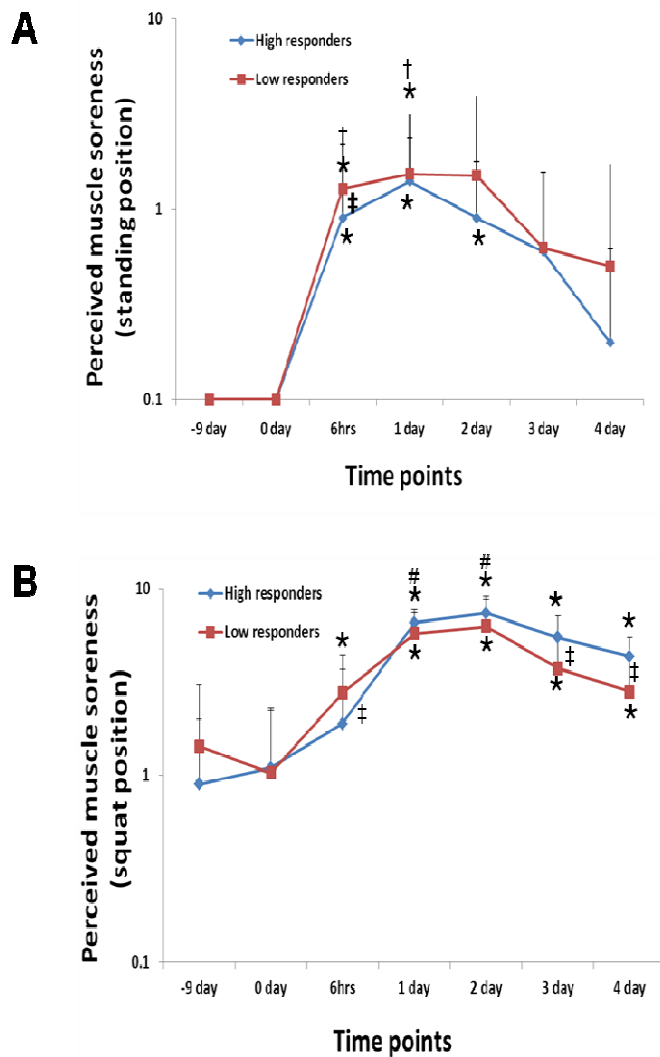 A
10
High responders
Low responders
†
*
‡
*
‡
*
*
*
1
0.1
Perceived muscle soreness
(standing position)
-9 day 0 day 6hrs 1 day 2 day 3 day 4 day
Time points
B
10
High responders
Low responders
#
*
#
*
*
*
*
*
*
‡
*
‡
*
‡
*
1
0.1
Perceived muscle soreness
(squat position)
-9 day 0 day 6hrs 1 day 2 day 3 day 4 day
Time points